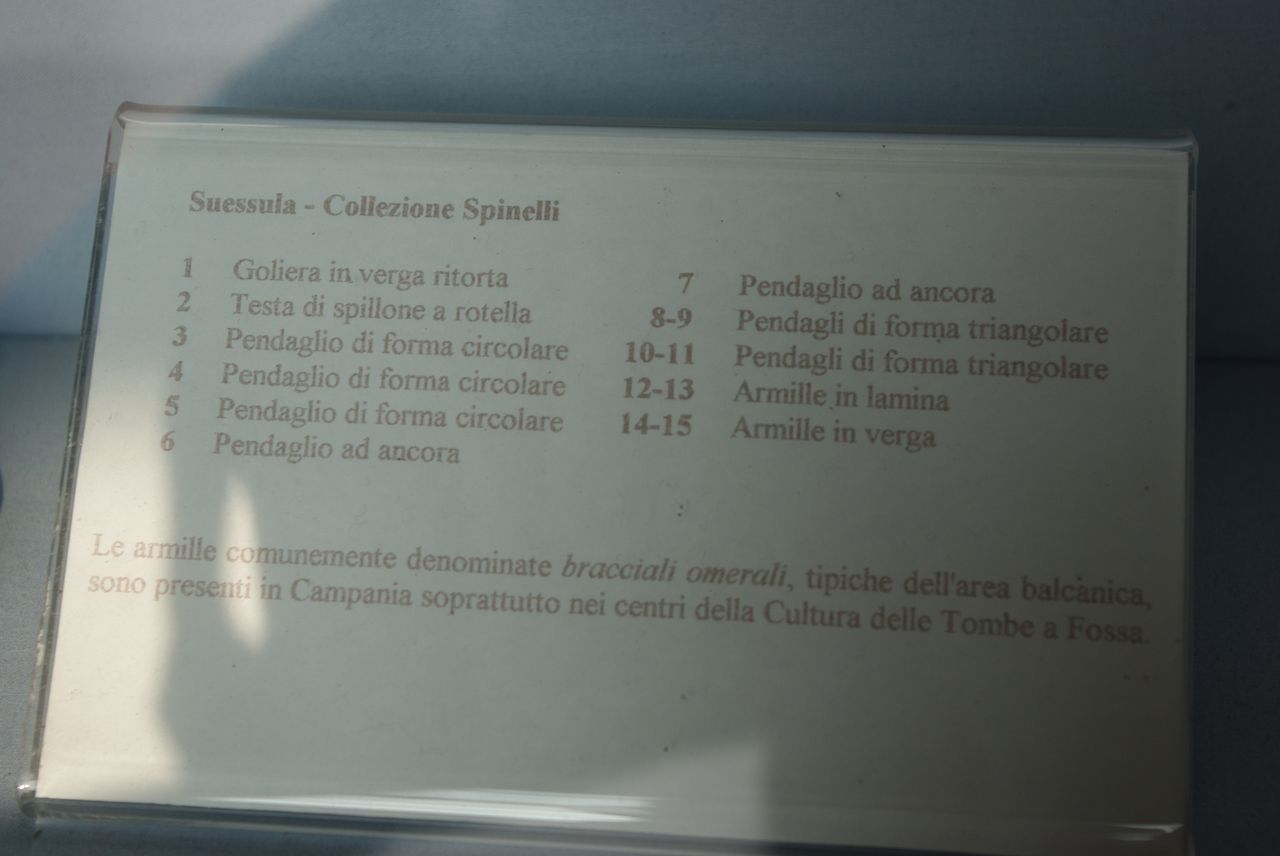 Suessula - Collezione Spinelli
1 Goliera in verga ritorta
2 Testa di spillone a rotella
3 Pendaglio di forma circolare
4 Pendaglio di forma circolare
5 Pendaglio di forma circolare
6 Pendaglio ad ancora
7 Pendaglio ad ancora
8-9 Pendagli di forma triangolare
10-11 Pendagli di forma triangolare
12-13 Armille in lamina
14-15 Armille in verga
Le armille comunemente denominate bracciali omerali, tipiche dell'area balcanica,
sono presenti in Campania soprattutto nei centri della Cultura delle Tombe a Fossa.